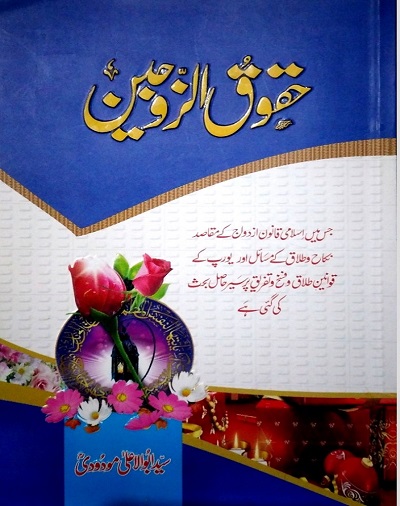 حقوق الزوجین
جس میں اسلامی قانون ازدواج کے مقاصد
نکاح و طلاق کے مسائل اور یورپ کے
قوانین طلاق و فسخ و تفریق پر سیر حاصل بحث
کی گئی ہے
سید ابوالاعلیٰ مودودیؒ